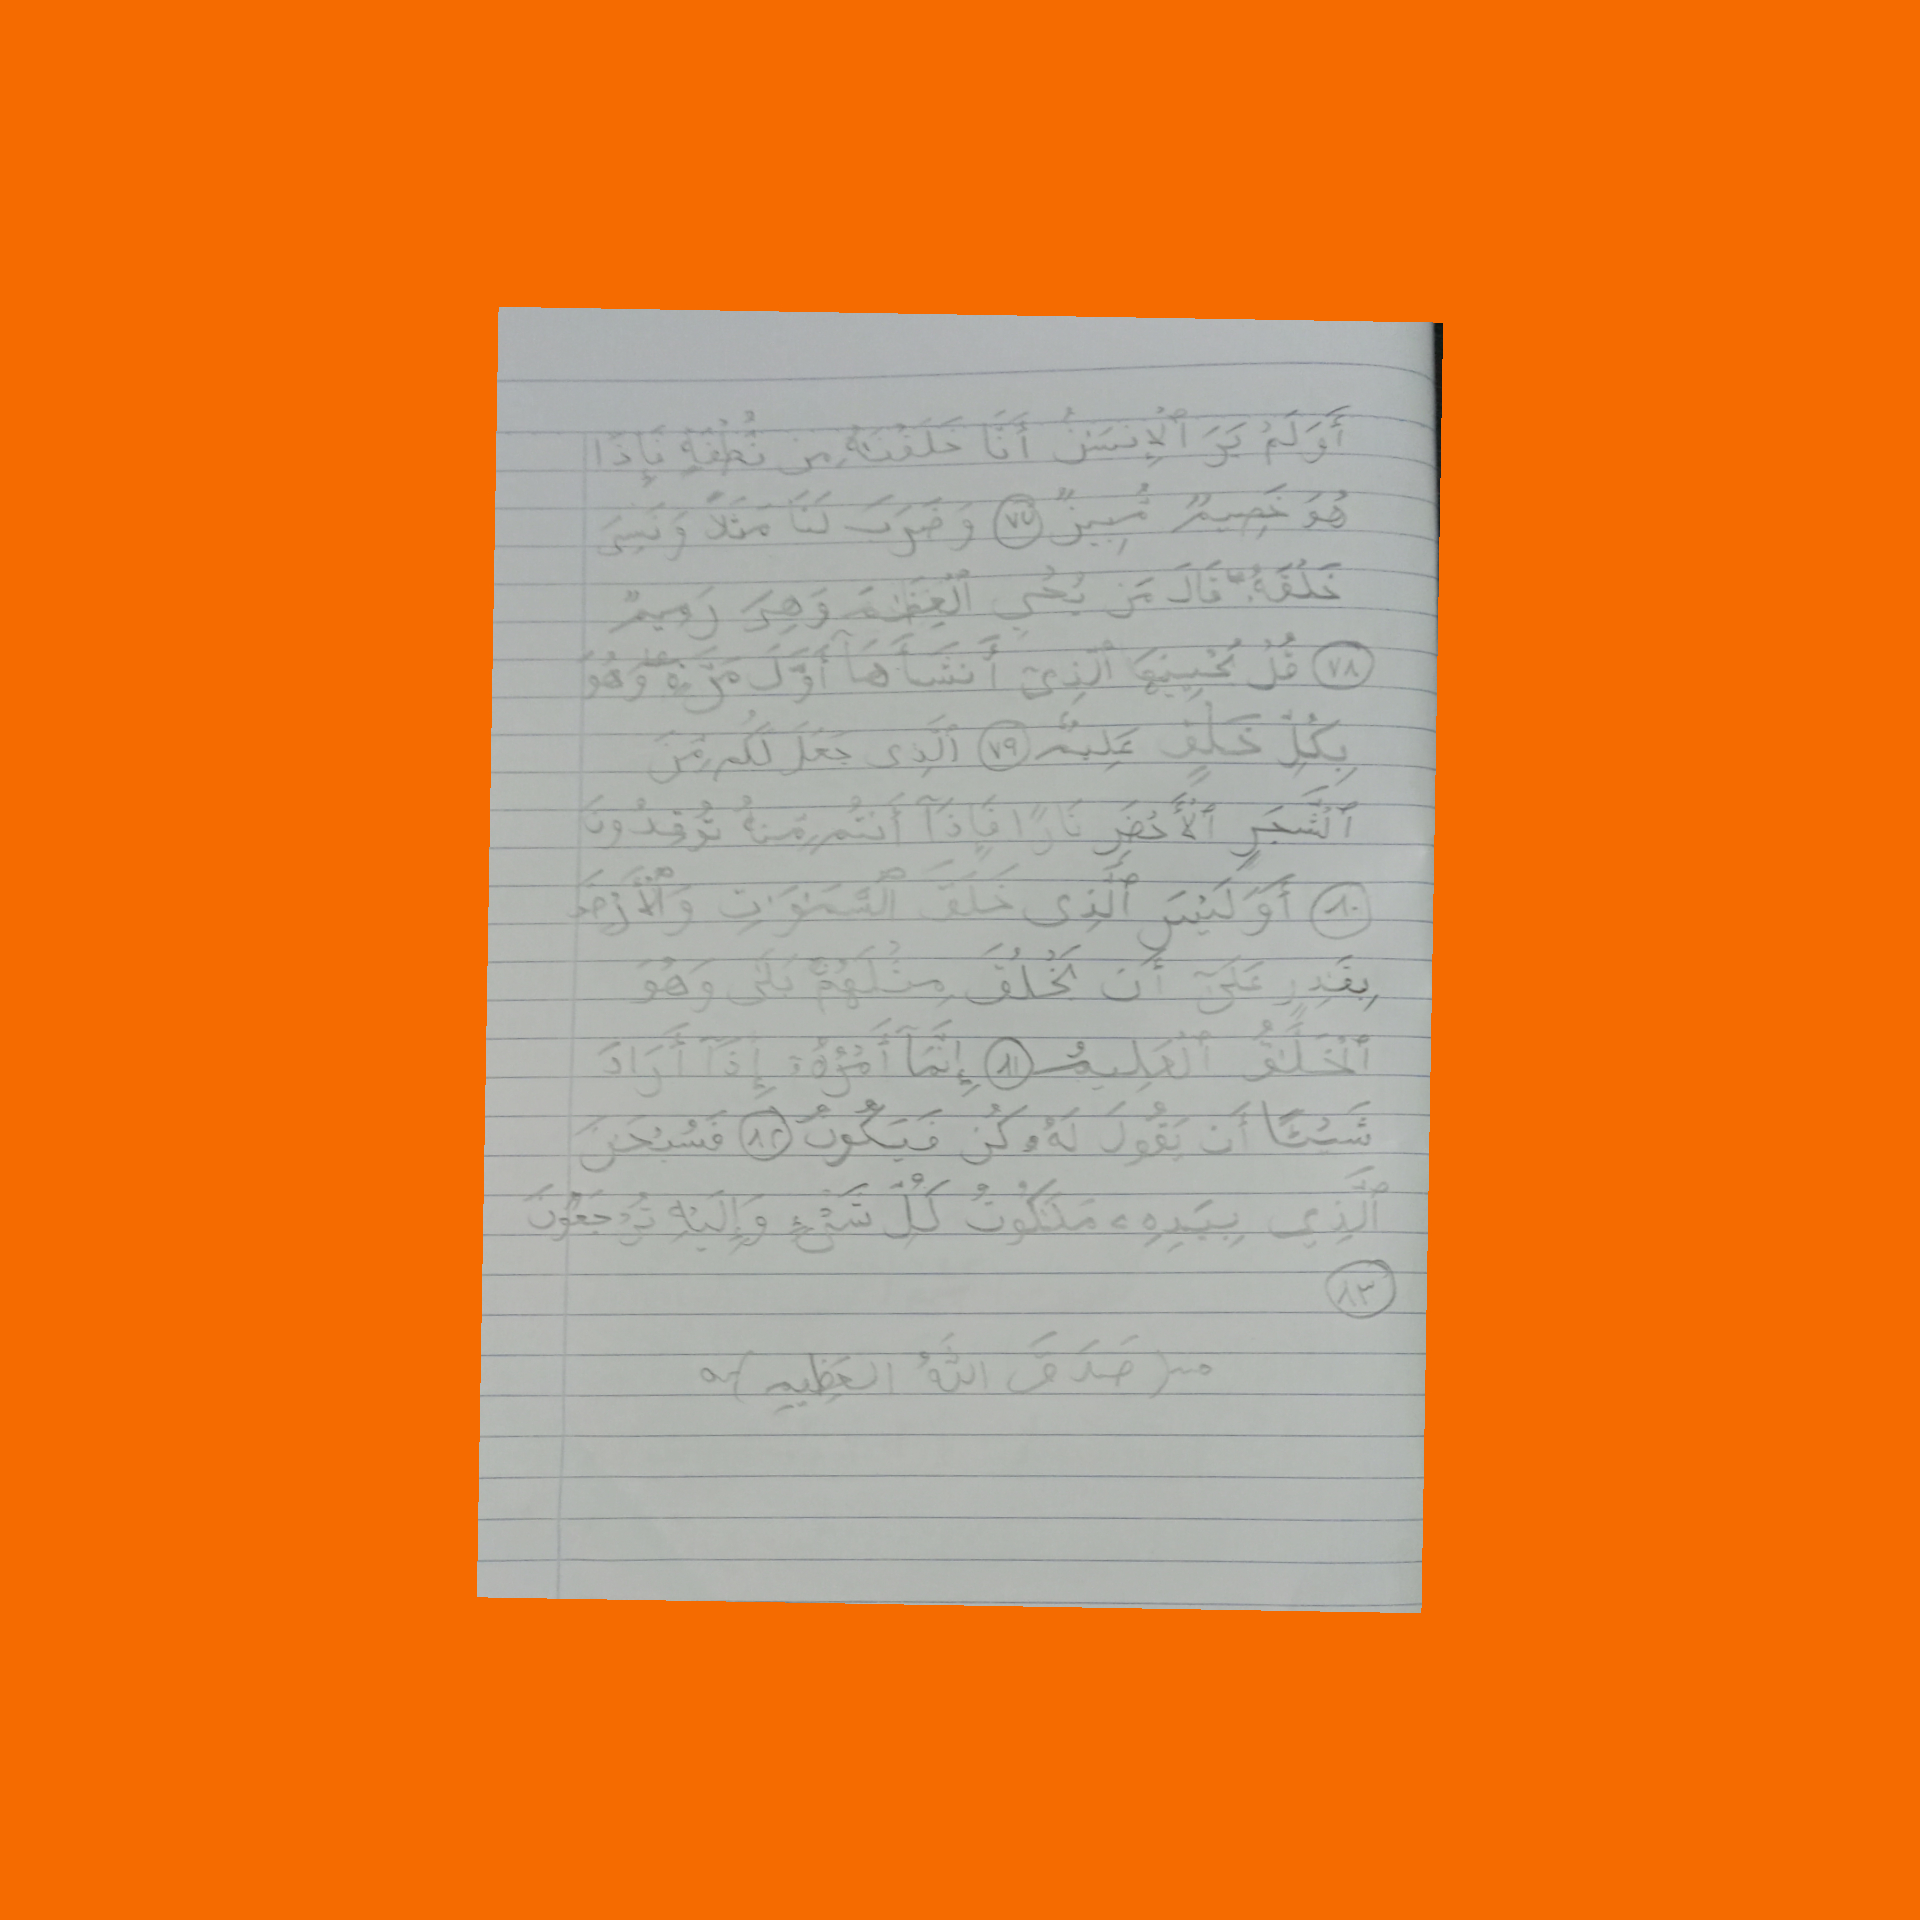 أَوَلَمْ يَرَ ٱلْإِنسَٰنُ أَنَّا خَلَقْنَٰهُ مِن نُّطْفَةٍ فَإِذَا
هُوَ خَصِيمٌ مُّبِينٌ ٧٧ وَضَرَبَ لَنَا مَثَلًا وَنَسِىَ
خَلْقَهُۥ ۖ قَالَ مَن يُحْىِ ٱلْعِظَٰمَ وَهِىَ رَمِيمٌ
٧٨ قُلْ يُحْيِيهَا ٱلَّذِىٓ أَنشَأَهَآ أَوَّلَ مَرَّةٍ ۖ وَهُوَ
بِكُلِّ خَلْقٍ عَلِيمٌ ٧٩ ٱلَّذِى جَعَلَ لَكُم مِّنَ
ٱلشَّجَرِ ٱلْأَخْضَرِ نَارًا فَإِذَآ أَنتُم مِّنْهُ تُوقِدُونَ
٨٠ أَوَلَيْسَ ٱلَّذِى خَلَقَ ٱلسَّمَٰوَٰتِ وَٱلْأَرْضَ
بِقَٰدِرٍ عَلَىٰٓ أَن يَخْلُقَ مِثْلَهُم ۚ بَلَىٰ وَهُوَ
ٱلْخَلَّٰقُ ٱلْعَلِيمُ ٨١ إِنَّمَآ أَمْرُهُۥٓ إِذَآ أَرَادَ
شَيْـًٔا أَن يَقُولَ لَهُۥ كُن فَيَكُونُ ٨٢ فَسُبْحَٰنَ
ٱلَّذِى بِيَدِهِۦ مَلَكُوتُ كُلِّ شَىْءٍ وَإِلَيْهِ تُرْجَعُونَ
٨٣
(صَدَقَ اللَّهُ العَظِيمِ)